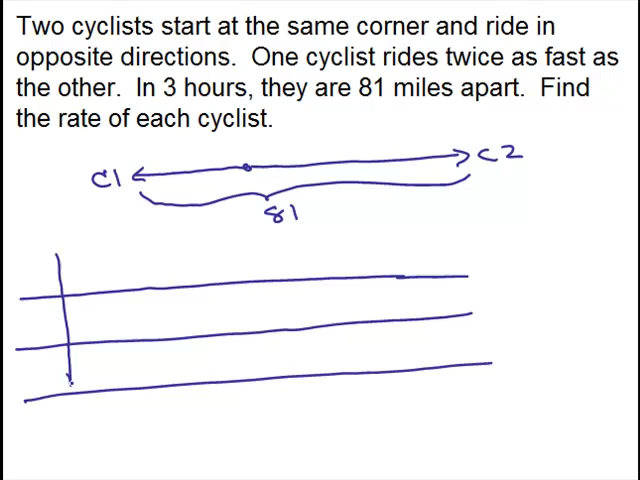 Two cyclists start at the same corner and ride in
opposite directions. One cyclist rides twice as fast as
the other. In 3 hours, they are 81 miles apart. Find
the rate of each cyclist.
C1
C2
81